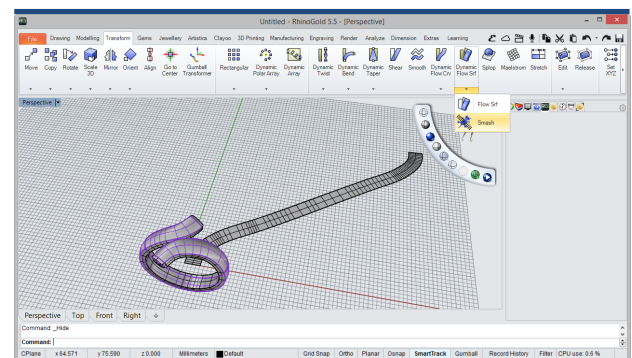 Untitled - RhinoGold 5.5 - [Perspective]
File Drawing Modelling Transform Gems Jewellery Artistics Clayoo 3D Printing Manufacturing Engraving Render Analyze Dimension Extras Learning
Move Copy Rotate Scale 3D Mirror Orient Align Go to Center Gumball Transformer Rectangular Dynamic Polar Array Dynamic Array Dynamic Twist Dynamic Bend Dynamic Taper Shear Smooth Dynamic Flow Crv Dynamic Flow Srf Splop Maelstrom Stretch Edit Release Set XYZ
Perspective
Flow Srf
Smash
Perspective Top Front Right
Command: _Hide
Command:
CPlane x 64.571 y 75.590 z 0.000 Millimeters Default Grid Snap Ortho Planar Osnap SmartTrack Gumball Record History Filter CPU use: 0.6 %